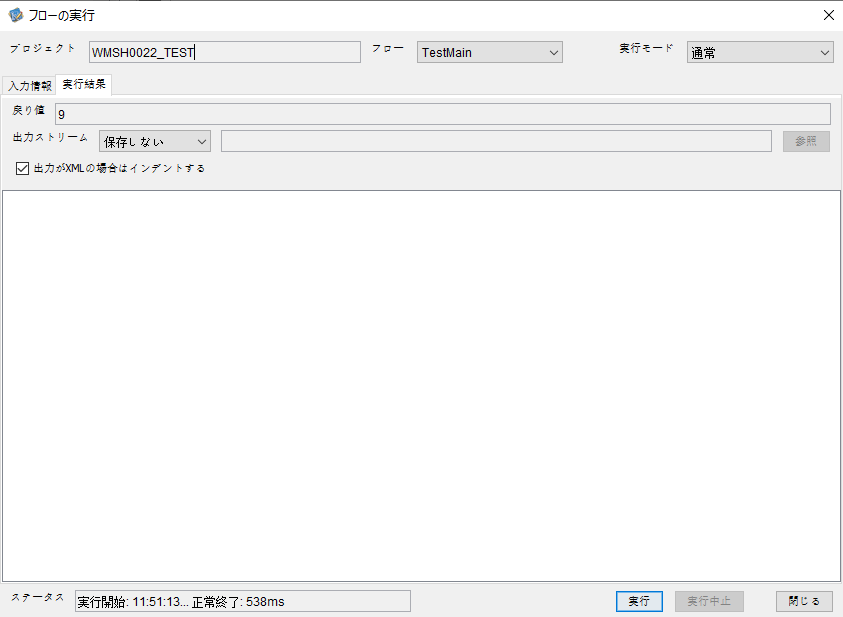 フローの実行
プロジェクト WMSH0022_TEST フロー TestMain 実行モード 通常
入力情報 実行結果
戻り値 9
出力ストリーム 保存しない 参照
出力がXMLの場合はインデントする
ステータス 実行開始: 11:51:13... 正常終了: 538ms 実行 実行中止 閉じる